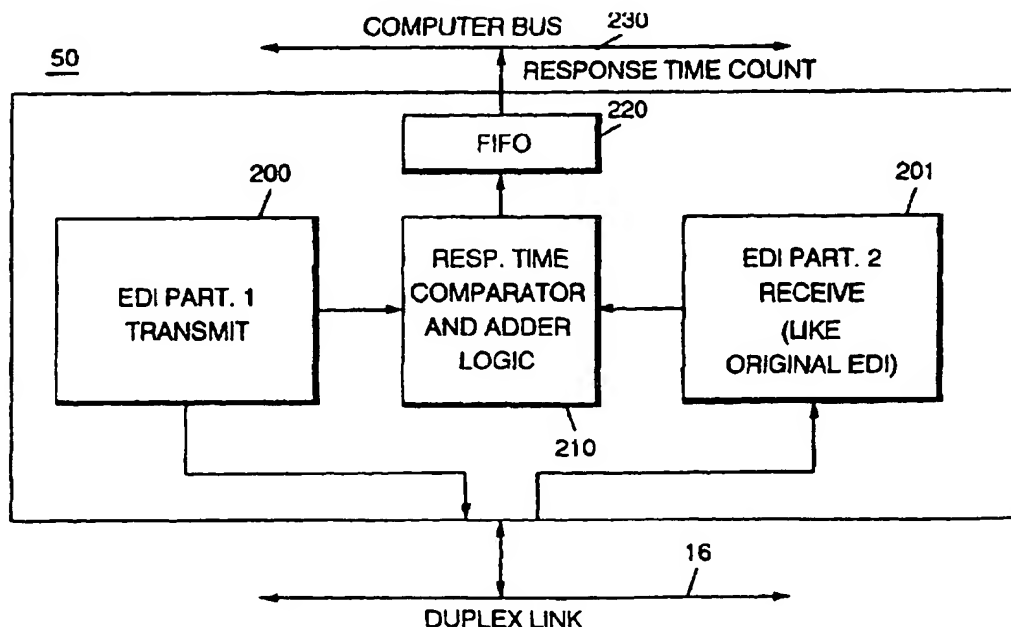 COMPUTER BUS
230
50
RESPONSE TIME COUNT
220
FIFO
200
201
EDI PART. 1
TRANSMIT
RESP. TIME
COMPARATOR
AND ADDER
LOGIC
EDI PART. 2
RECEIVE
(LIKE
ORIGINAL EDI)
210
16
DUPLEX LINK